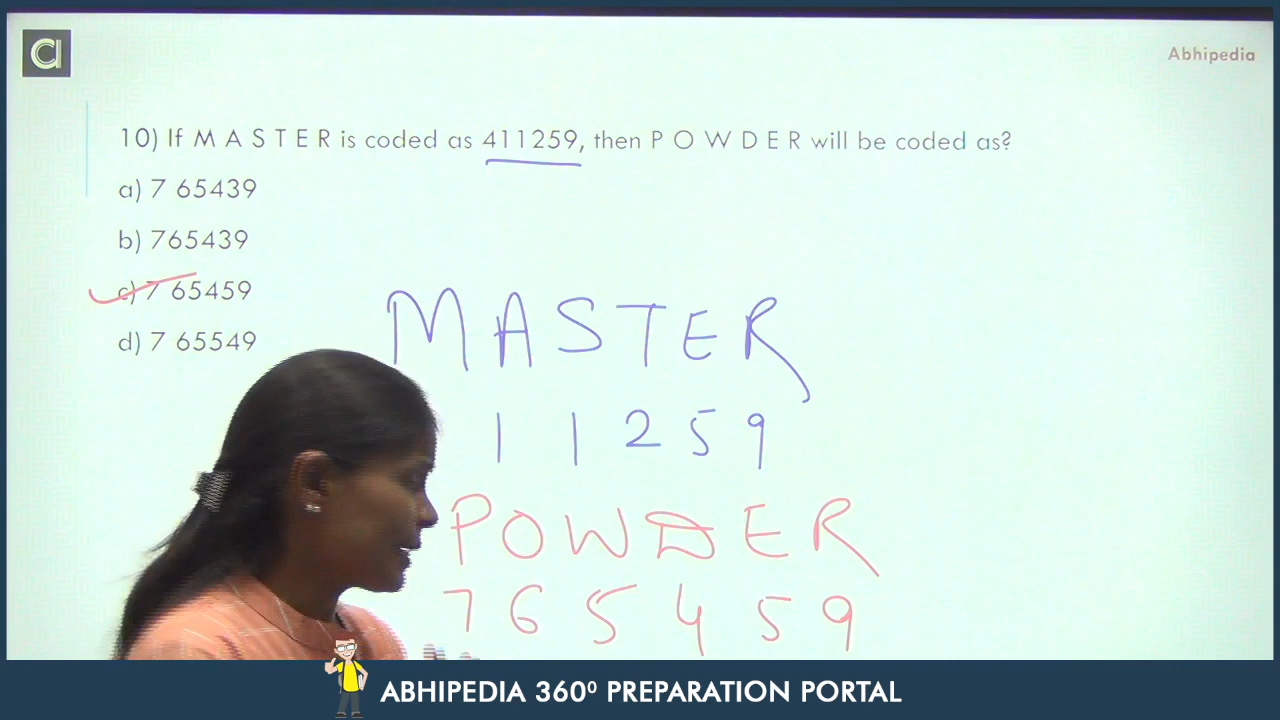 a
Abhipedia
10) If M A S T E R is coded as 411259, then P O W D E R will be coded as?
a) 7 65439
b) 765439
c) 7 65459
d) 7 65549
MASTER
1 1 2 5 9
POWDER
7 6 5 4 5 9
ABHIPEDIA 360⁰ PREPARATION PORTAL